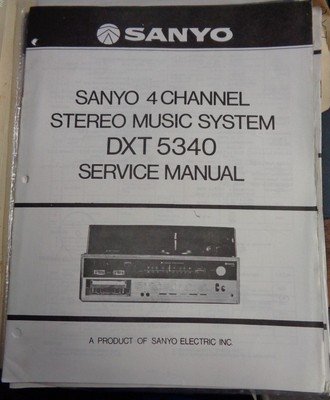 SANYO
SANYO 4 CHANNEL
STEREO MUSIC SYSTEM
DXT 5340
SERVICE MANUAL
A PRODUCT OF SANYO ELECTRIC INC.